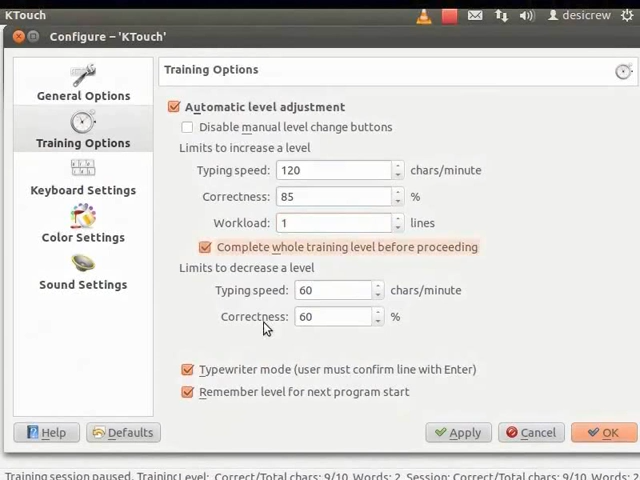 KTouch
desicrew
Configure – 'KTouch'
General Options
Training Options
Keyboard Settings
Color Settings
Sound Settings
Training Options
Automatic level adjustment
Disable manual level change buttons
Limits to increase a level
Typing speed: 120 chars/minute
Correctness: 85 %
Workload: 1 lines
Complete whole training level before proceeding
Limits to decrease a level
Typing speed: 60 chars/minute
Correctness: 60 %
Typewriter mode (user must confirm line with Enter)
Remember level for next program start
Help Defaults Apply Cancel OK
Training session paused. Training Level: Correct/Total chars: 9/10 Words: 2 Session: Correct/Total chars: 9/10 Words: